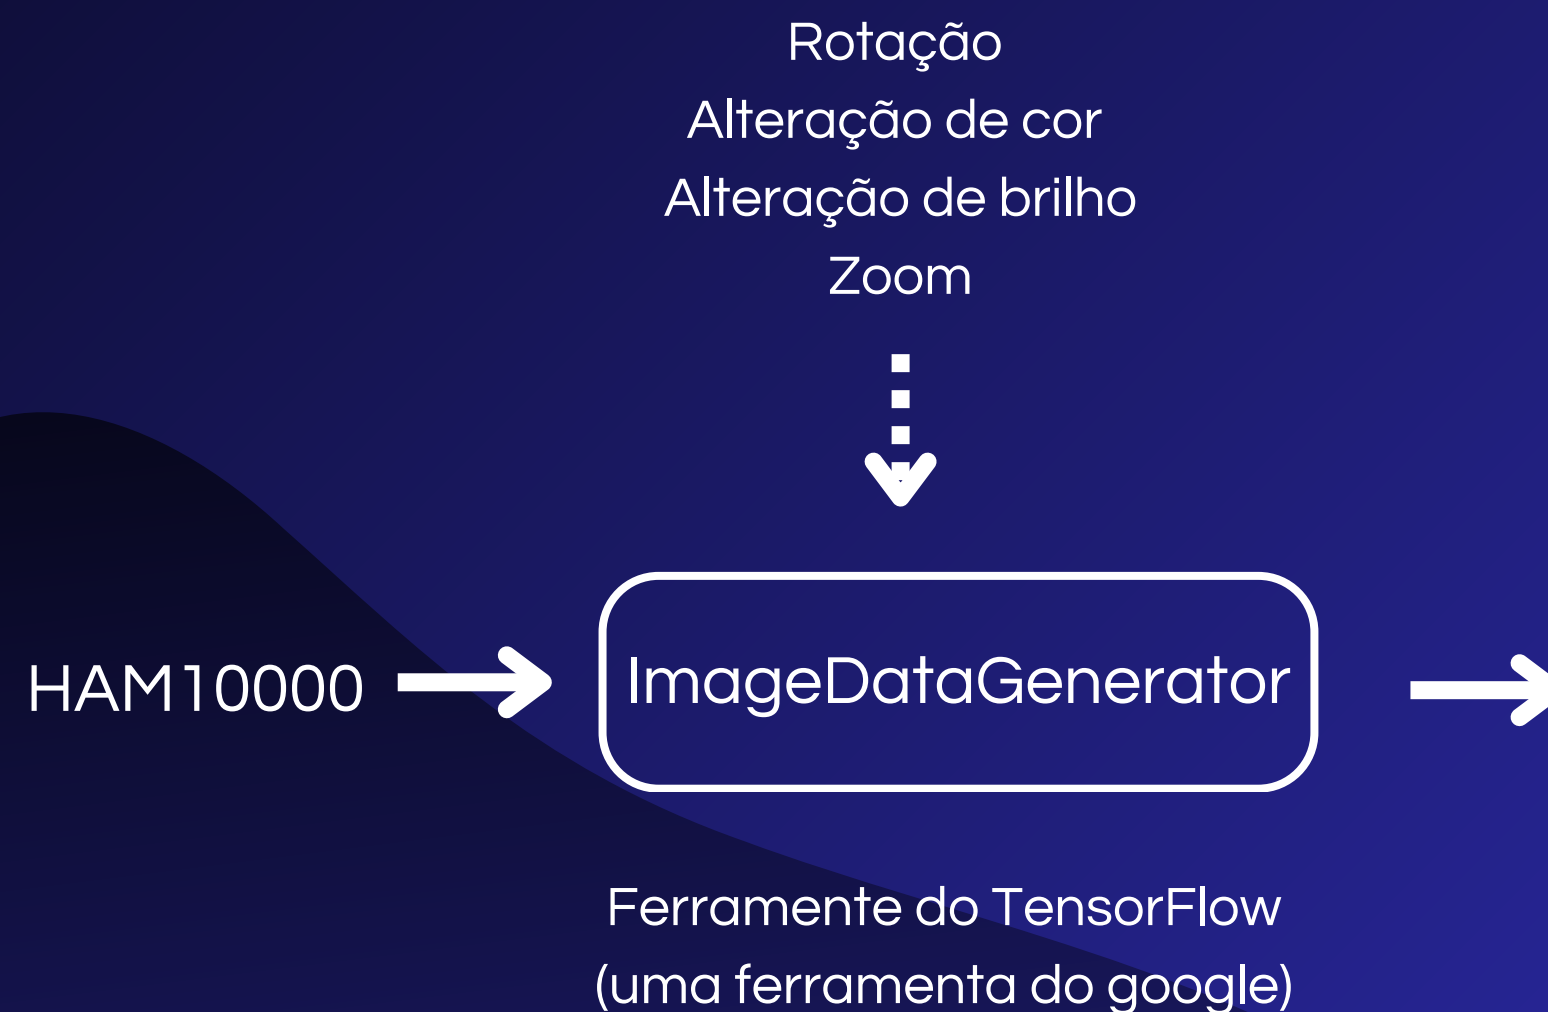 Rotação
Alteração de cor
Alteração de brilho
Zoom
HAM10000
ImageDataGenerator
Ferramente do TensorFlow
(uma ferramenta do google)